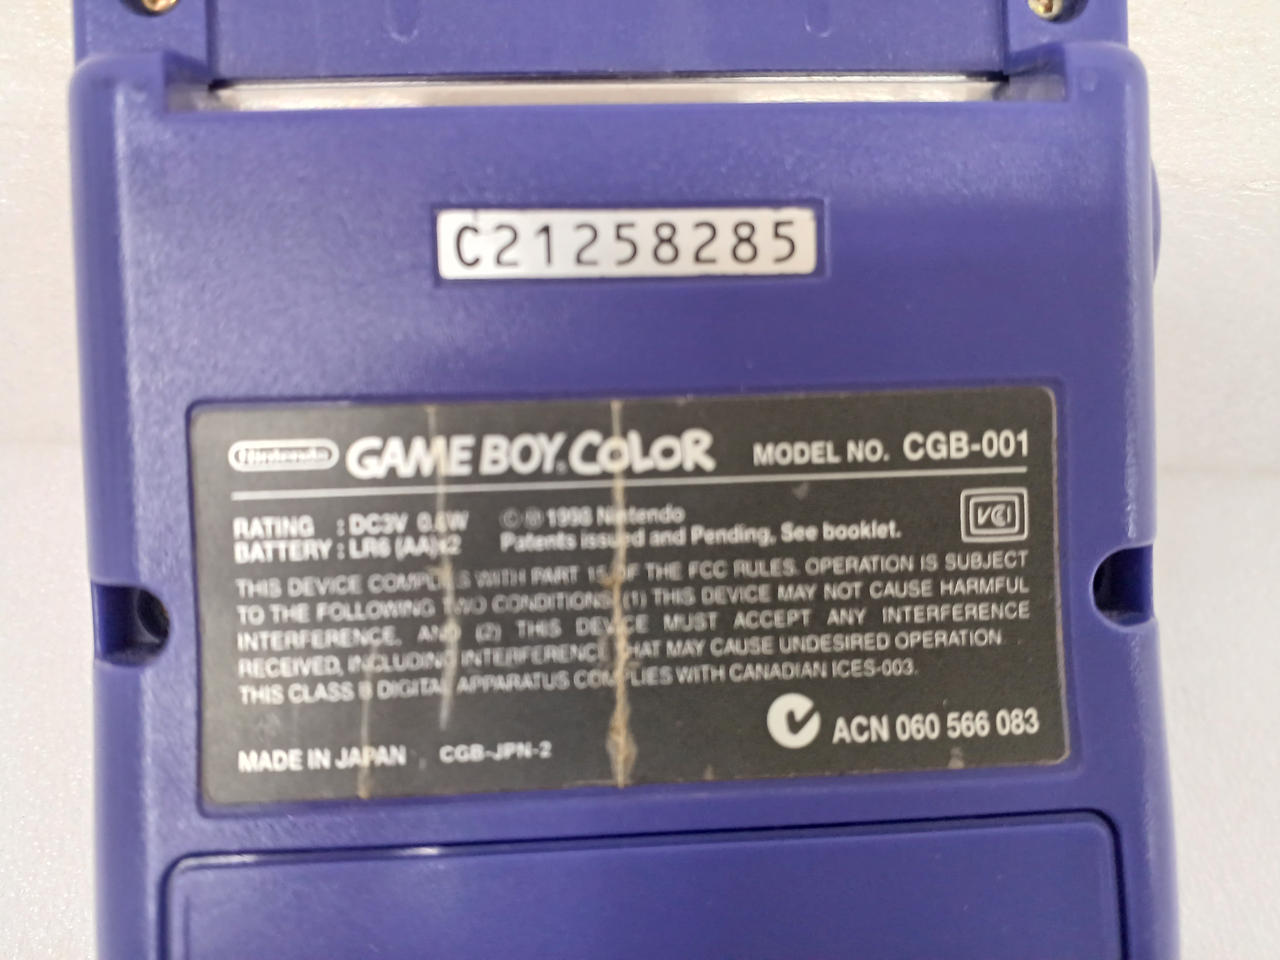 C21258285
Nintendo GAME BOY COLOR MODEL NO. CGB-001
RATING : DC3V 0.6W © ® 1998 Nintendo
BATTERY : LR6 (AA)x2 Patents issued and Pending, See booklet.
VCI
THIS DEVICE COMPLIES WITH PART 15 OF THE FCC RULES. OPERATION IS SUBJECT
TO THE FOLLOWING TWO CONDITIONS: (1) THIS DEVICE MAY NOT CAUSE HARMFUL
INTERFERENCE, AND (2) THIS DEVICE MUST ACCEPT ANY INTERFERENCE
RECEIVED, INCLUDING INTERFERENCE THAT MAY CAUSE UNDESIRED OPERATION
THIS CLASS B DIGITAL APPARATUS COMPLIES WITH CANADIAN ICES-003.
ACN 060 566 083
MADE IN JAPAN CGB-JPN-2